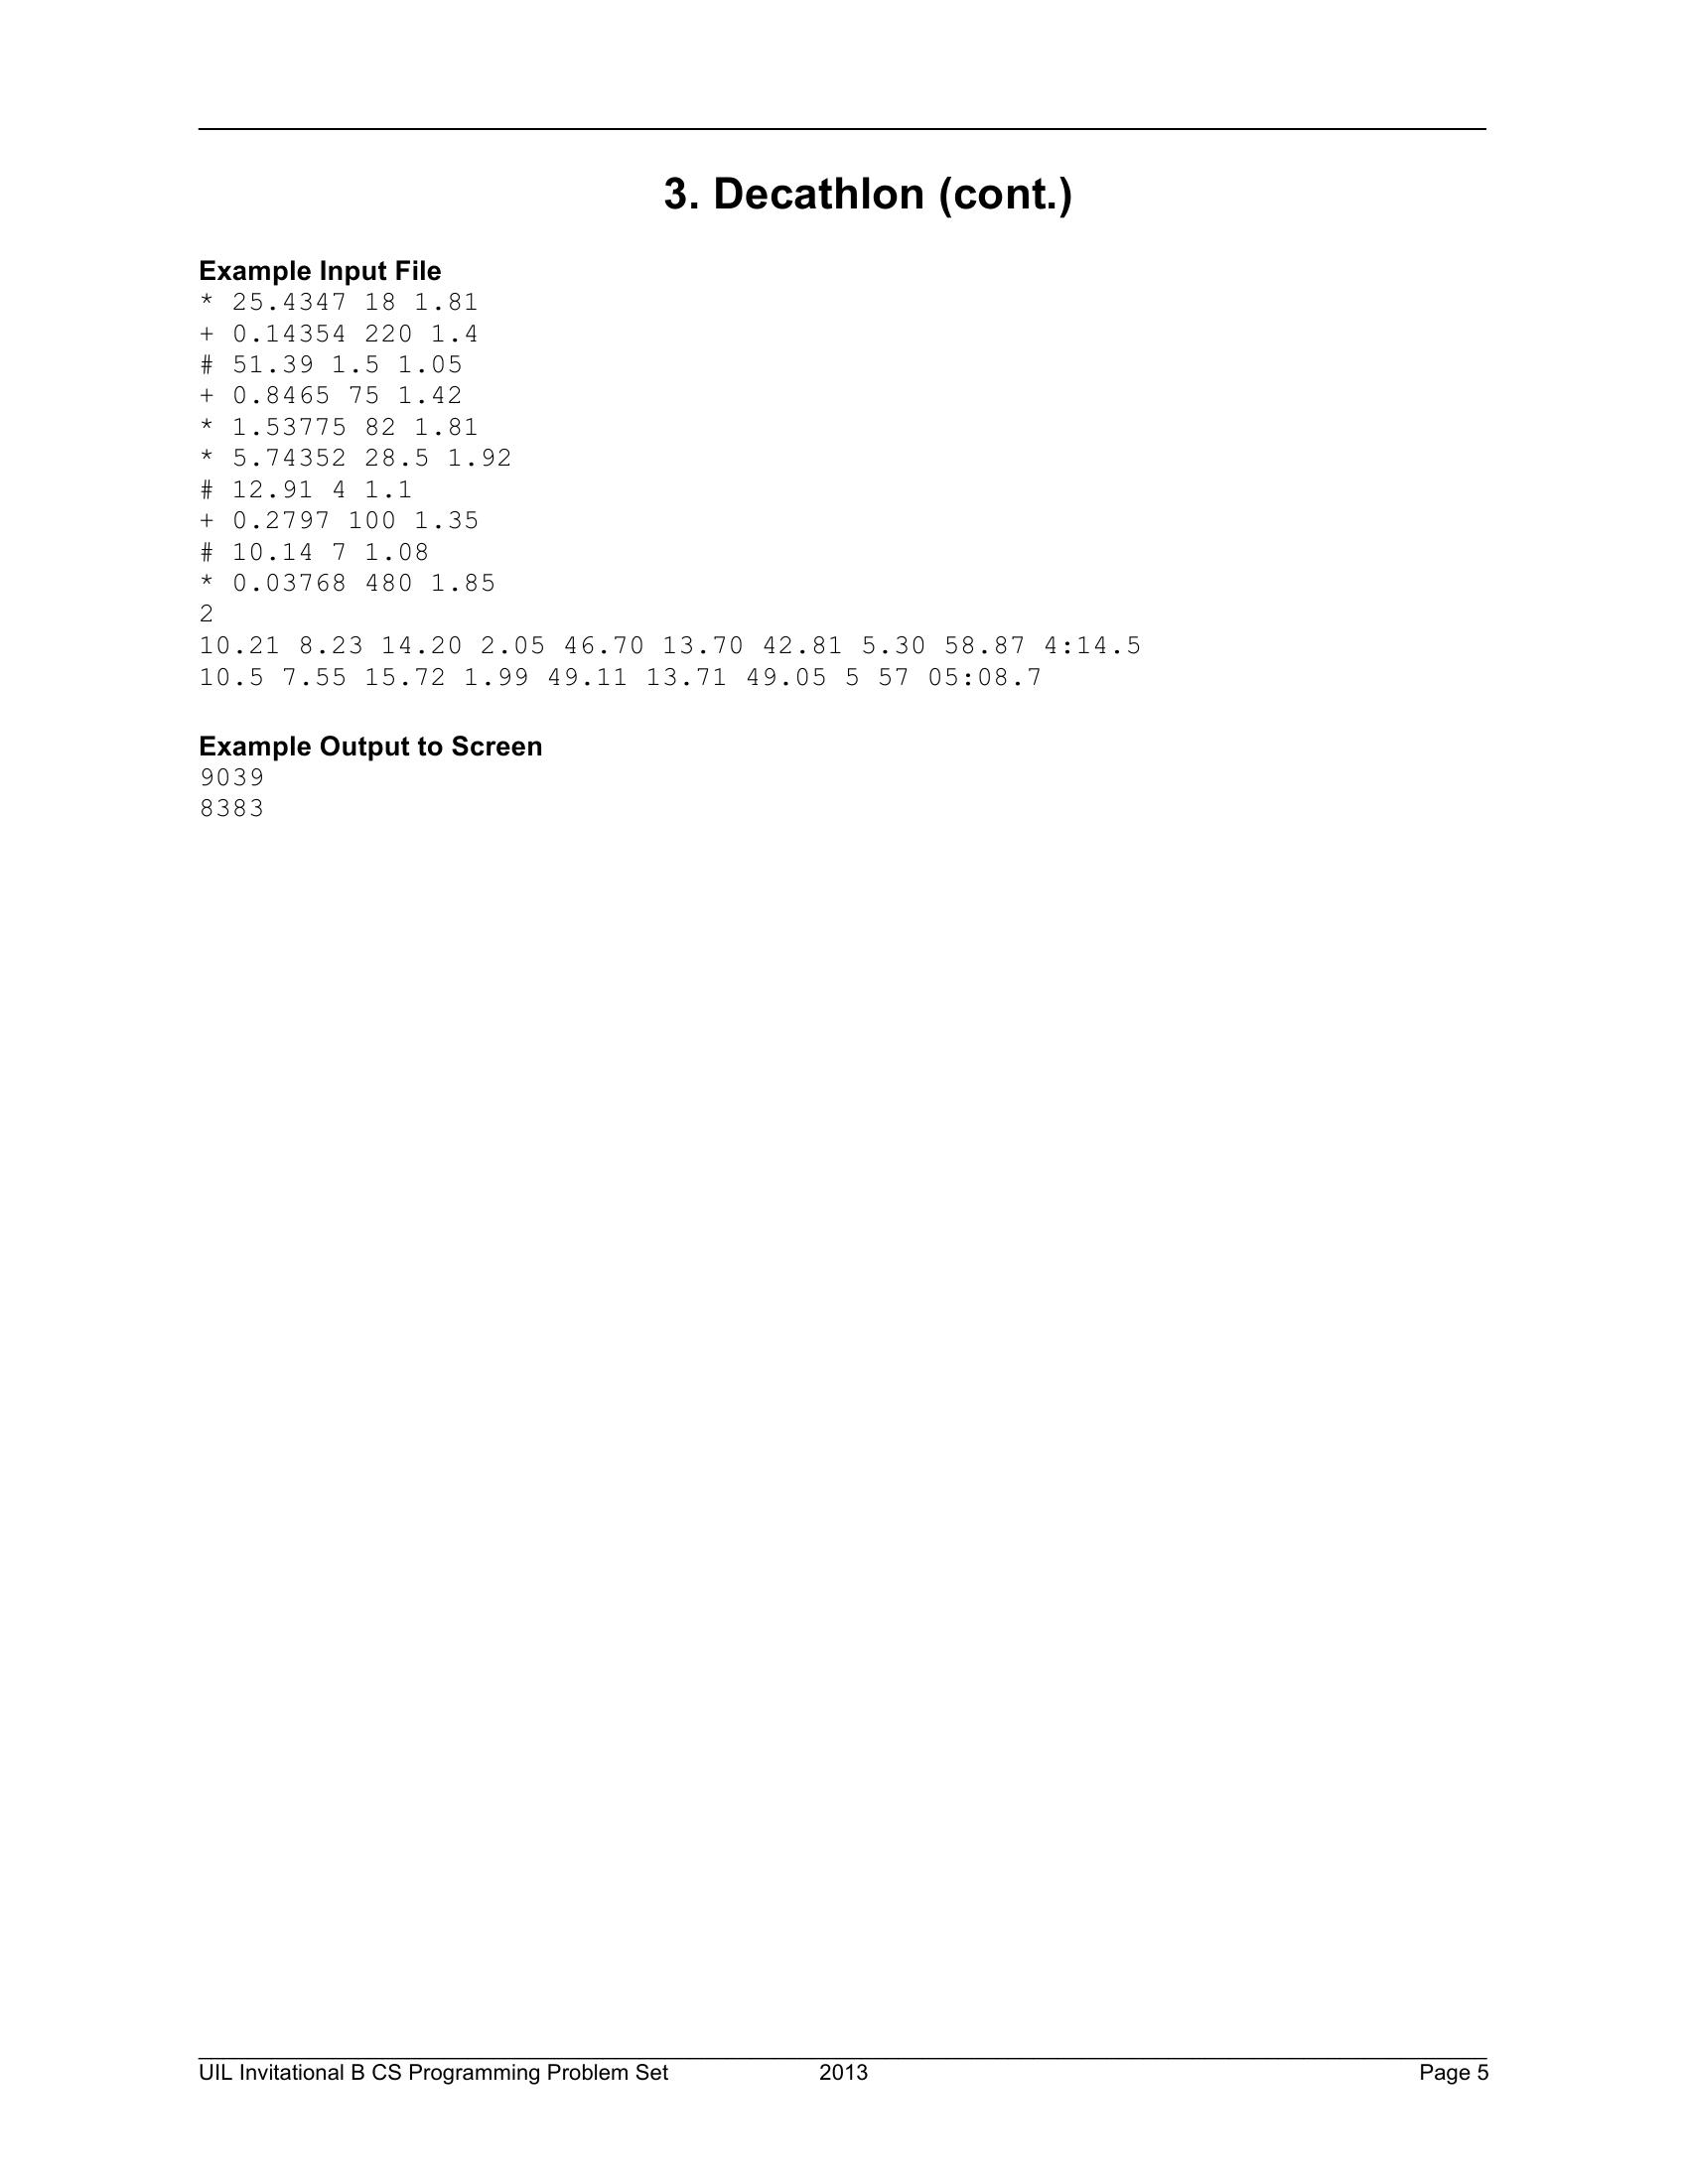 3. Decathlon (cont.)
Example Input File
* 25.4347 18 1.81
+ 0.14354 220 1.4
# 51.39 1.5 1.05
+ 0.8465 75 1.42
* 1.53775 82 1.81
* 5.74352 28.5 1.92
# 12.91 4 1.1
+ 0.2797 100 1.35
# 10.14 7 1.08
* 0.03768 480 1.85
2
10.21 8.23 14.20 2.05 46.70 13.70 42.81 5.30 58.87 4:14.5
10.5 7.55 15.72 1.99 49.11 13.71 49.05 5 57 05:08.7
Example Output to Screen
9039
8383
UIL Invitational B CS Programming Problem Set 2013 Page 5